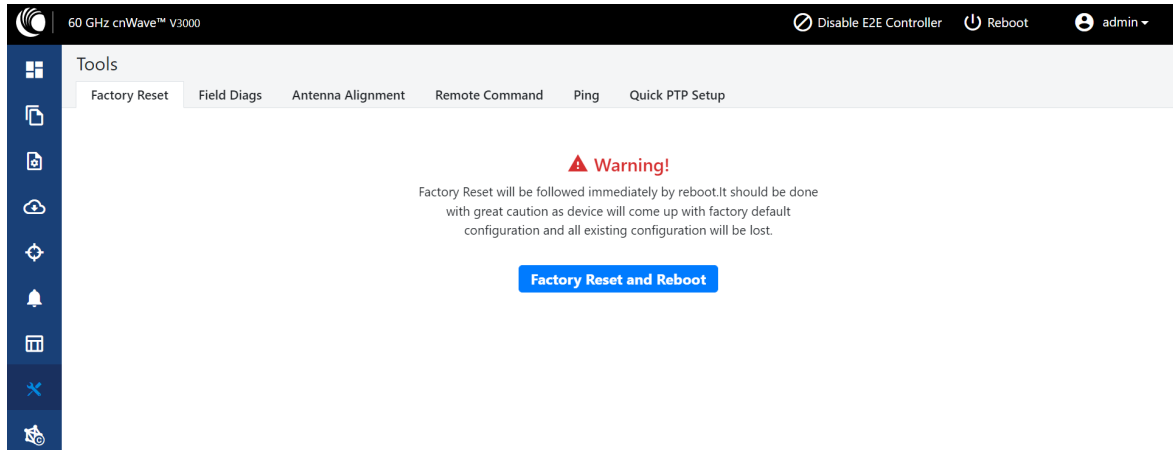 60 GHz cnWave™ V3000
Disable E2E Controller
Reboot
admin
Tools
Factory Reset
Field Diags
Antenna Alignment
Remote Command
Ping
Quick PTP Setup
Warning!
Factory Reset will be followed immediately by reboot.It should be done
with great caution as device will come up with factory default
configuration and all existing configuration will be lost.
Factory Reset and Reboot